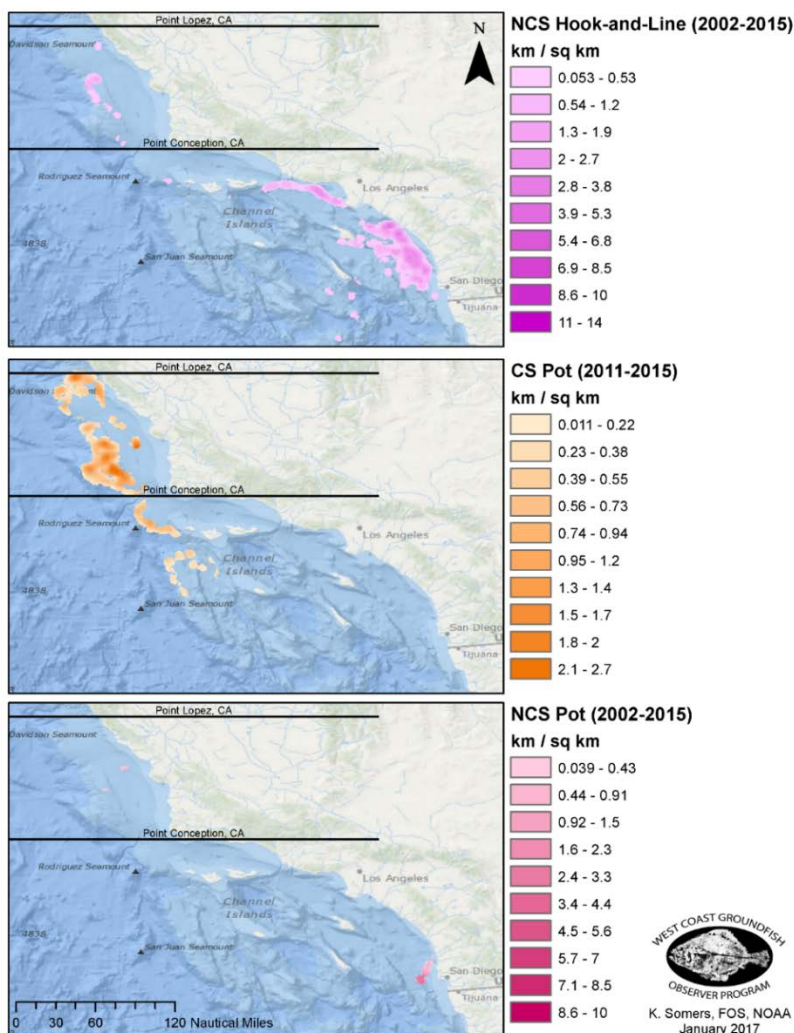 Point Lopez, CA
Davidson Seamount
N
Point Conception, CA
Rodriguez Seamount
Los Angeles
Channel
Islands
4838
San Juan Seamount
San Diego
U
Tijuana
NCS Hook-and-Line (2002-2015)
km / sq km
0.053 - 0.53
0.54 - 1.2
1.3 - 1.9
2 - 2.7
2.8 - 3.8
3.9 - 5.3
5.4 - 6.8
6.9 - 8.5
8.6 - 10
11 - 14
Point Lopez, CA
Point Conception, CA
Rodriguez Seamount
Los Angeles
Channel
Islands
4838
San Juan Seamount
San Diego
U
Tijuana
CS Pot (2011-2015)
km / sq km
0.011 - 0.22
0.23 - 0.38
0.39 - 0.55
0.56 - 0.73
0.74 - 0.94
0.95 - 1.2
1.3 - 1.4
1.5 - 1.7
1.8 - 2
2.1 - 2.7
Point Lopez, CA
Davidson Seamount
Point Conception, CA
Rodriguez Seamount
Los Angeles
Channel
Islands
4838
San Juan Seamount
San Diego
Tijuana
0 30 60 120 Nautical Miles
NCS Pot (2002-2015)
km / sq km
0.039 - 0.43
0.44 - 0.91
0.92 - 1.5
1.6 - 2.3
2.4 - 3.3
3.4 - 4.4
4.5 - 5.6
5.7 - 7
7.1 - 8.5
8.6 - 10
WEST COAST GROUNDFISH
OBSERVER PROGRAM
K. Somers, FOS, NOAA
January 2017